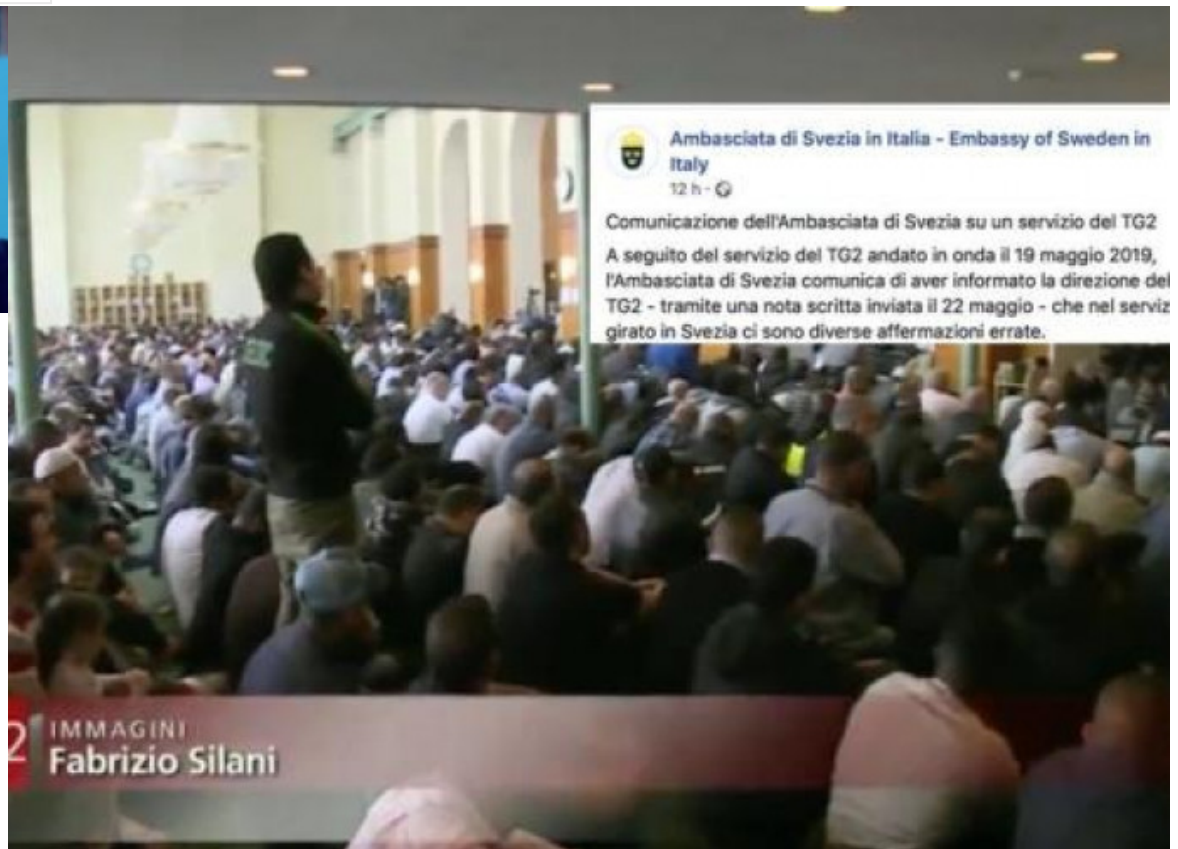 Ambasciata di Svezia in Italia - Embassy of Sweden in
Italy
12 h ·
Comunicazione dell'Ambasciata di Svezia su un servizio del TG2
A seguito del servizio del TG2 andato in onda il 19 maggio 2019,
l'Ambasciata di Svezia comunica di aver informato la direzione del
TG2 - tramite una nota scritta inviata il 22 maggio - che nel serviz
girato in Svezia ci sono diverse affermazioni errate.
2
IMMAGINI
Fabrizio Silani